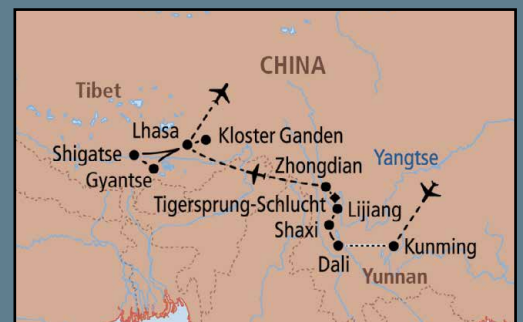 CHINA
Tibet
Lhasa
Kloster Ganden
Shigatse
Zhongdian
Yangtse
Gyantse
Tigersprung-Schlucht
Lijiang
Shaxi
Kunming
Dali
Yunnan